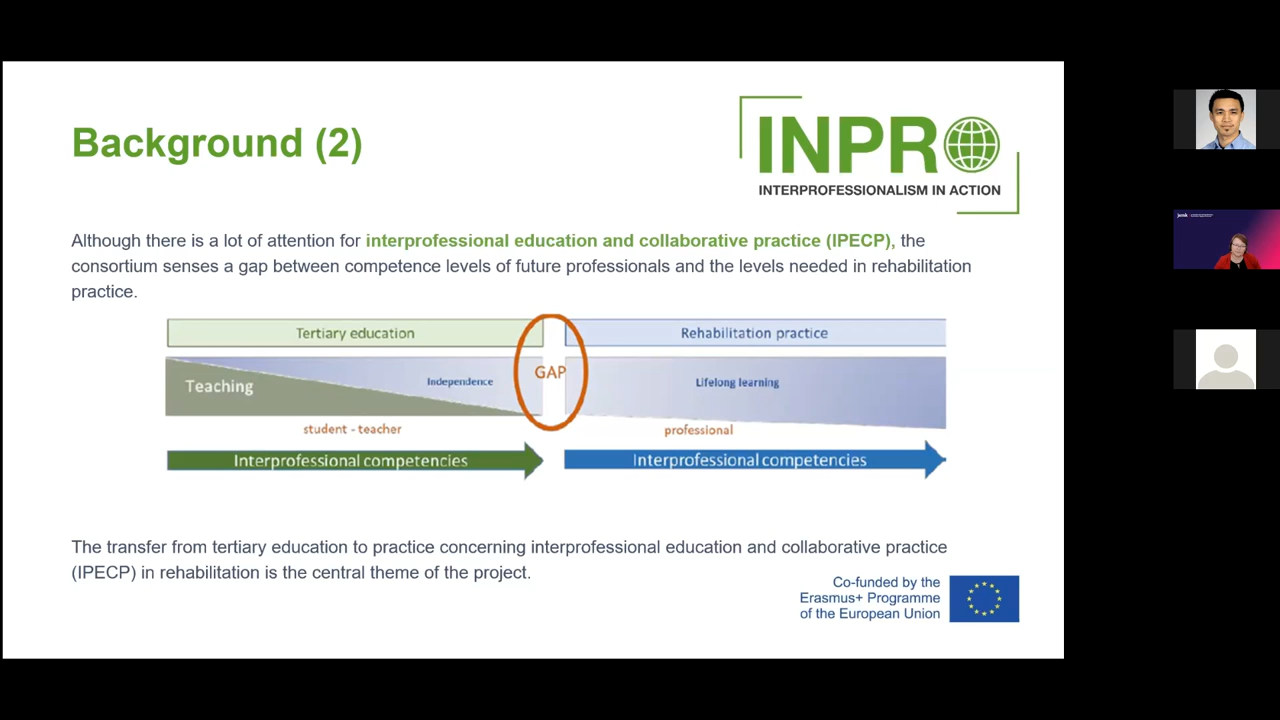 Background (2)
INPRO
INTERPROFESSIONALISM IN ACTION
Although there is a lot of attention for interprofessional education and collaborative practice (IPECP), the
consortium senses a gap between competence levels of future professionals and the levels needed in rehabilitation
practice.
Tertiary education
Rehabilitation practice
GAP
Teaching
Independence
Lifelong learning
student - teacher
professional
Interprofessional competencies
Interprofessional competencies
The transfer from tertiary education to practice concerning interprofessional education and collaborative practice
(IPECP) in rehabilitation is the central theme of the project.
Co-funded by the
Erasmus+ Programme
of the European Union
jamk